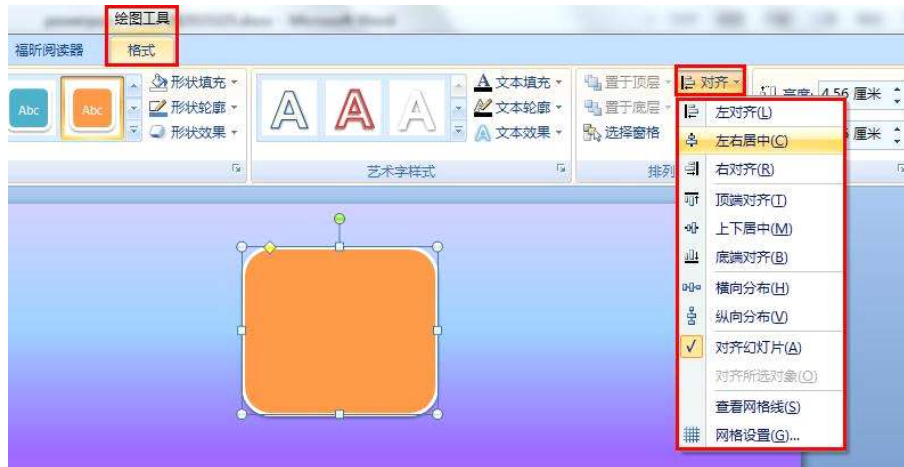 绘图工具
福昕阅读器 格式
Abc Abc 形状填充 形状轮廓 形状效果
A A A 文本填充 文本轮廓 文本效果
艺术字样式
置于顶层 置于底层 选择窗格
排列
对齐
4.56 厘米
厘米
左对齐(L)
左右居中(C)
右对齐(R)
顶端对齐(T)
上下居中(M)
底端对齐(B)
横向分布(H)
纵向分布(V)
对齐幻灯片(A)
对齐所选对象(O)
查看网格线(S)
网格设置(G)...